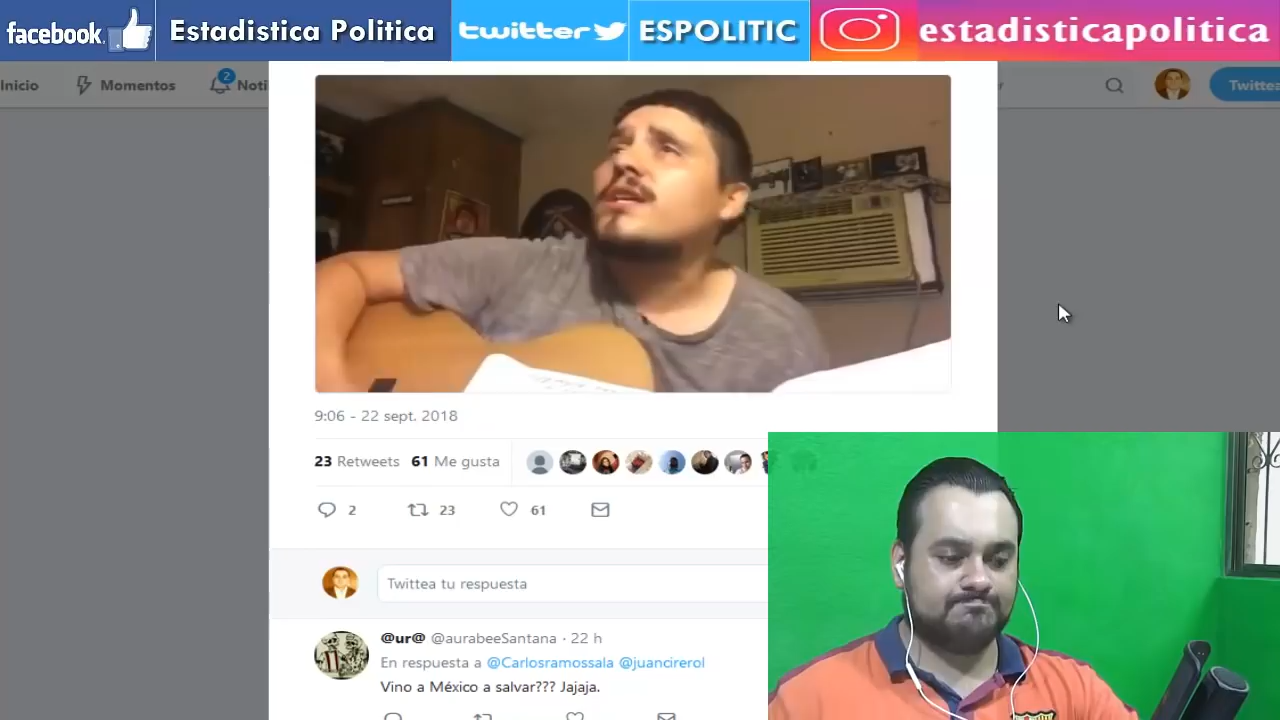 facebook. Estadistica Politica twitter ESPOLITIC estadisticapolitica
Inicio Momentos 2 Noti Twittea
9:06 - 22 sept. 2018
23 Retweets 61 Me gusta
2 23 61
Twittea tu respuesta
@ur@ @aurabeeSantana · 22 h
En respuesta a @Carlosramossala @juancirerol
Vino a México a salvar??? Jajaja.